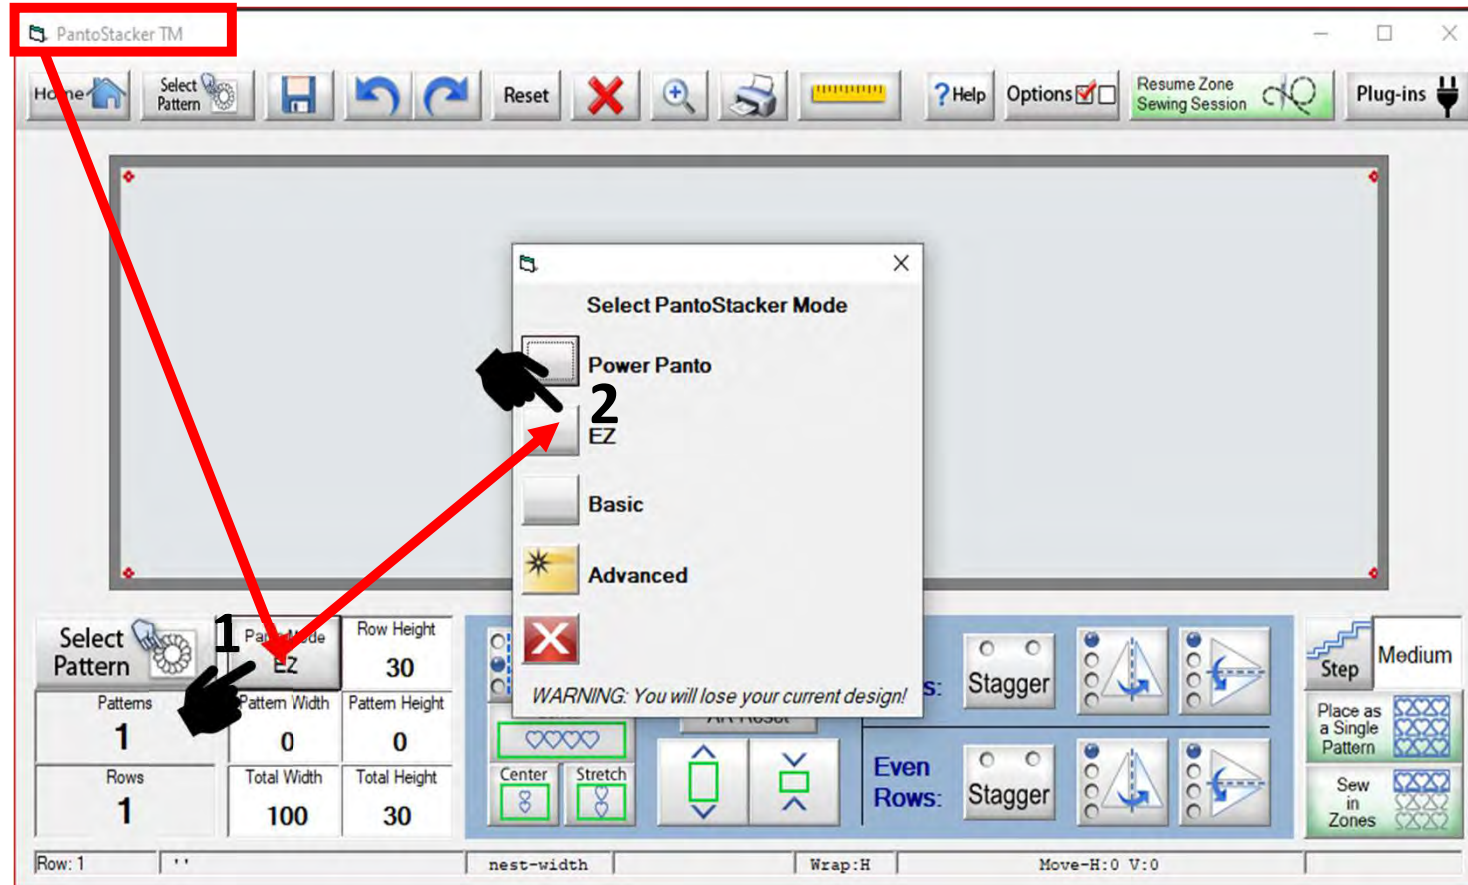 PantoStacker TM
Home
Select
Pattern
Reset
?Help
Options
Resume Zone
Sewing Session
Plug-ins
Select PantoStacker Mode
Power Panto
2
EZ
Basic
Advanced
WARNING: You will lose your current design!
Select
Pattern
1
EZ
Row Height
30
Patterns
1
Pattern Width
0
Pattern Height
0
Rows
1
Total Width
100
Total Height
30
Center
Stretch
s:
Stagger
Even
Rows:
Stagger
Step
Medium
Place as
a Single
Pattern
Sew
in
Zones
Row: 1
''
nest-width
Wrap:H
Move-H:0 V:0